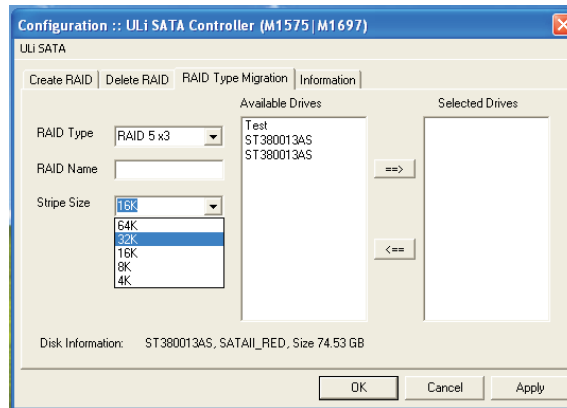 Configuration :: ULi SATA Controller (M1575|M1697)
ULi SATA
Create RAID Delete RAID RAID Type Migration Information
Available Drives Selected Drives
RAID Type RAID 5 x3
Test
ST380013AS
ST380013AS
RAID Name
==>
Stripe Size 16K
64K
32K
16K
8K
4K
<==
Disk Information: ST380013AS, SATAII_RED, Size 74.53 GB
OK Cancel Apply